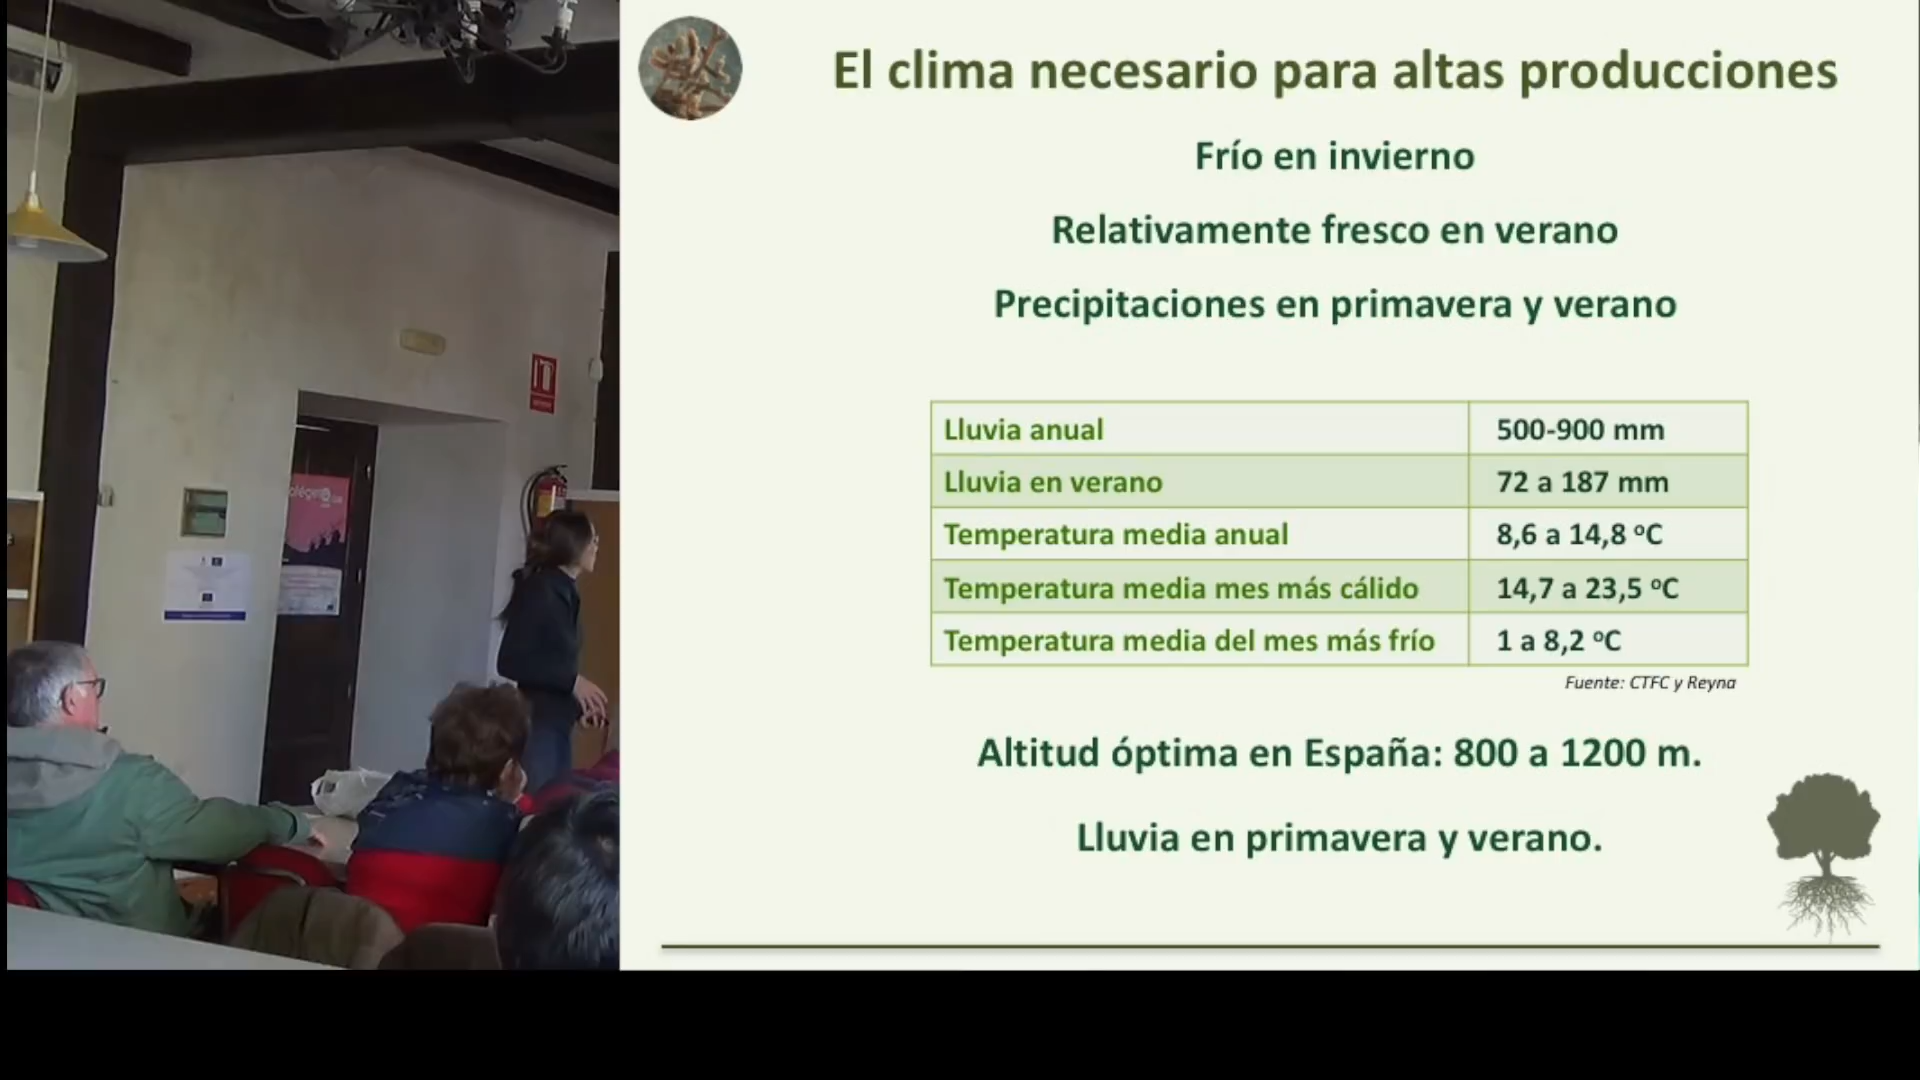 El clima necesario para altas producciones
Frío en invierno
Relativamente fresco en verano
Precipitaciones en primavera y verano
Lluvia anual 500-900 mm
Lluvia en verano 72 a 187 mm
Temperatura media anual 8,6 a 14,8 ºC
Temperatura media mes más cálido 14,7 a 23,5 ºC
Temperatura media del mes más frío 1 a 8,2 ºC
Fuente: CTFC y Reyna
Altitud óptima en España: 800 a 1200 m.
Lluvia en primavera y verano.